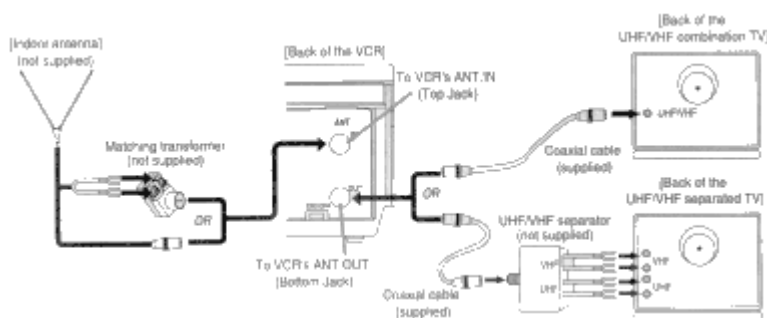 [Indoor antenna]
(not supplied)
Matching transformer
(not supplied)
OR
[Back of the VCR]
To VCR's ANT.IN
(Top Jack)
ANT
OUT
To VCR's ANT OUT
(Bottom Jack)
OR
[Back of the
UHF/VHF combination TV]
UHF/VHF
Coaxial cable
(supplied)
[Back of the
UHF/VHF separated TV]
UHF/VHF separator
(not supplied)
VHF
UHF
VHF
UHF
Coaxial cable
(supplied)